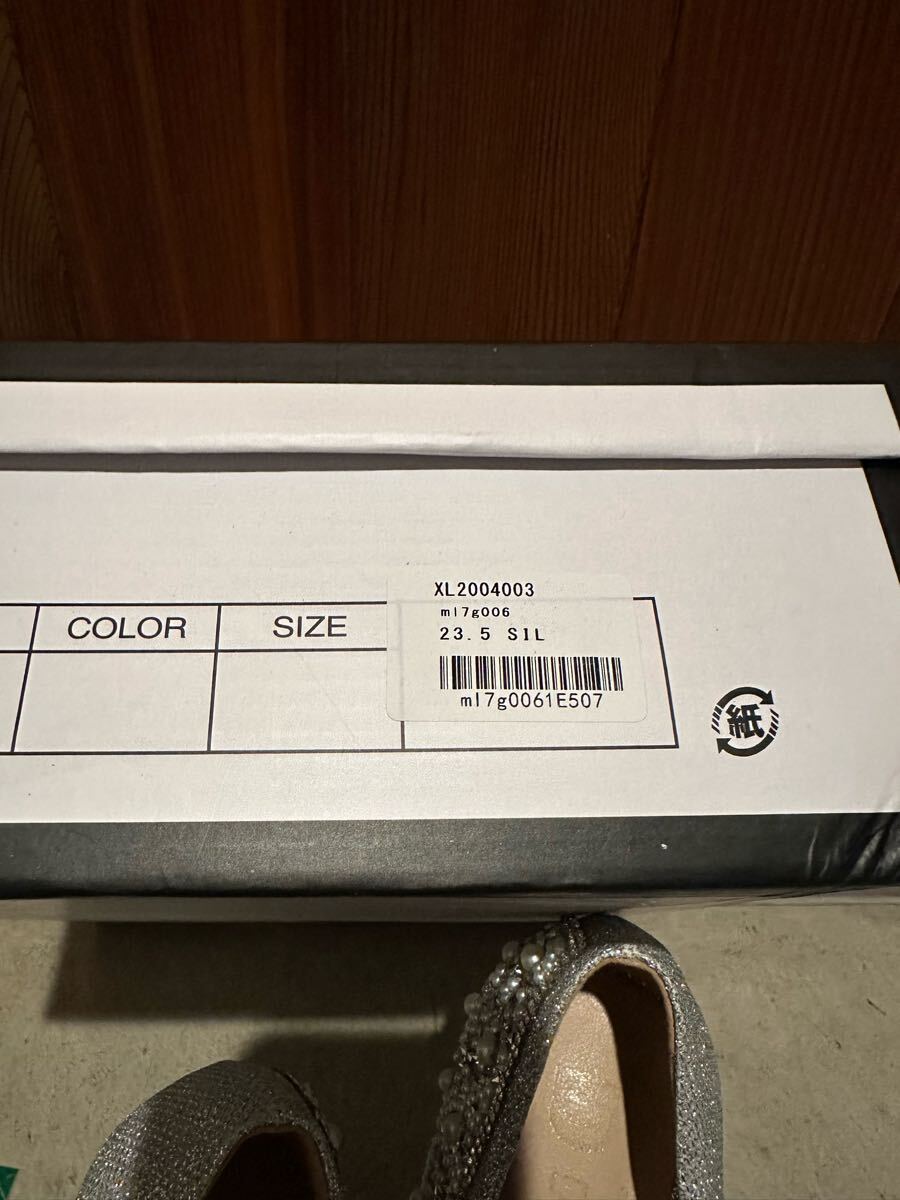 XL2004003
ml7g006
COLOR SIZE 23.5 SIL
ml7g0061E507
紙